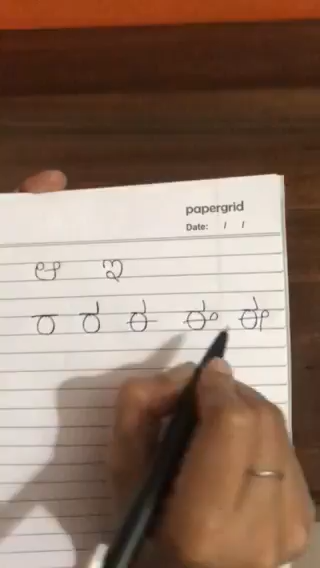 papergrid
Date: / /
ಆ ಇ
ಈ